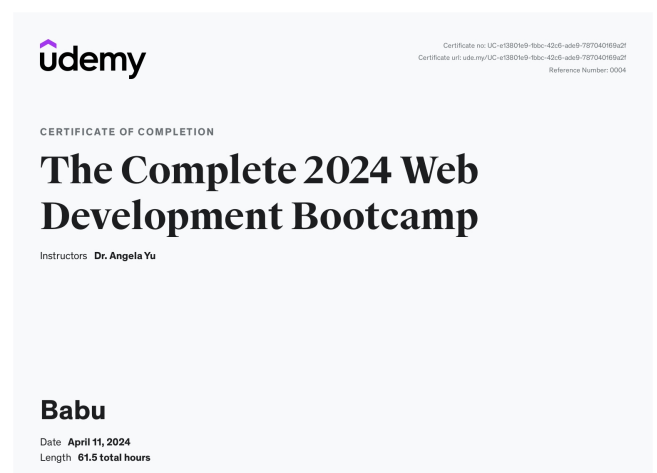 udemy
Certificate no: UC-e13801e9-fbbc-42c6-ade9-787040169a2f
Certificate url: ude.my/UC-e13801e9-fbbc-42c6-ade9-787040169a2f
Reference Number: 0004
CERTIFICATE OF COMPLETION
The Complete 2024 Web
Development Bootcamp
Instructors Dr. Angela Yu
Babu
Date April 11, 2024
Length 61.5 total hours